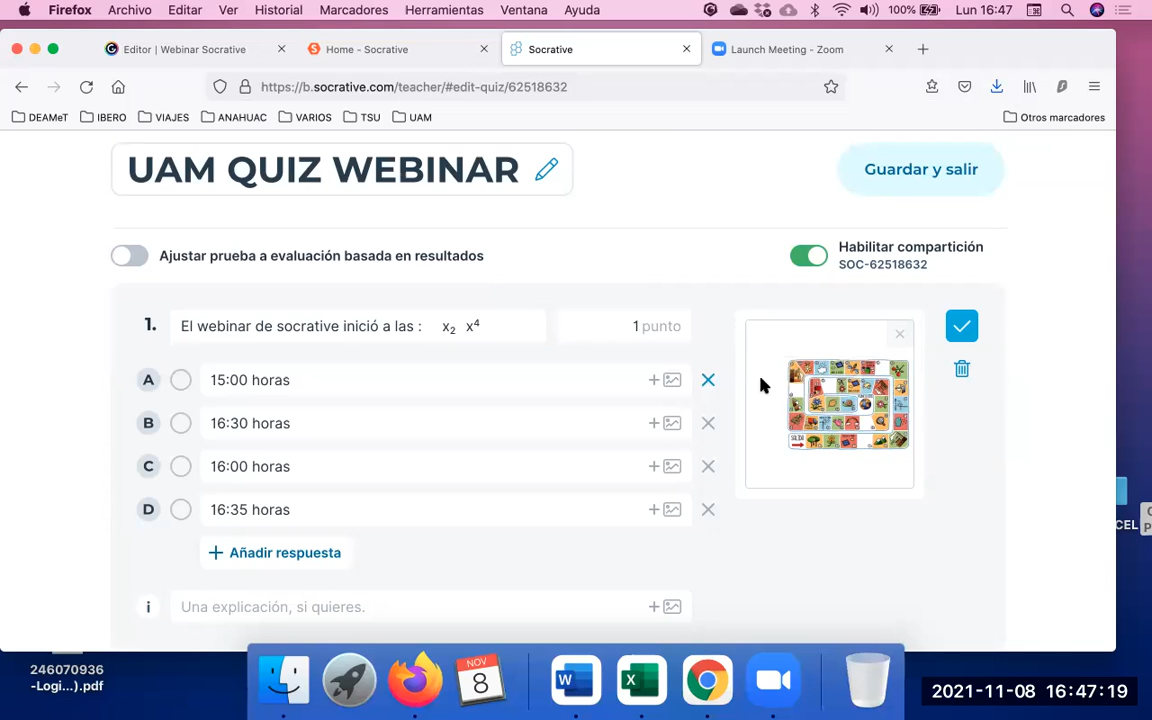 Firefox Archivo Editar Ver Historial Marcadores Herramientas Ventana Ayuda 100% Lun 16:47
Editor | Webinar Socrative Home - Socrative Socrative Launch Meeting - Zoom
https://b.socrative.com/teacher/#edit-quiz/62518632
DEAMeT IBERO VIAJES ANAHUAC VARIOS TSU UAM Otros marcadores
UAM QUIZ WEBINAR
Guardar y salir
Ajustar prueba a evaluación basada en resultados
Habilitar compartición
SOC-62518632
1. El webinar de socrative inició a las : x₂ x⁴ 1 punto
A 15:00 horas
B 16:30 horas
C 16:00 horas
D 16:35 horas
SALIDA
+ Añadir respuesta
i Una explicación, si quieres.
CEL
246070936
-Logi...).pdf
NOV
8
W
X
2021-11-08 16:47:19